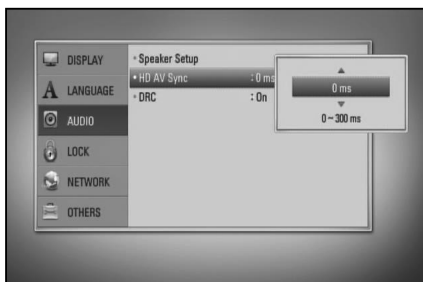 DISPLAY
LANGUAGE
AUDIO
LOCK
NETWORK
OTHERS
Speaker Setup
HD AV Sync : 0 ms
DRC : On
0 ms
0 ~ 300 ms